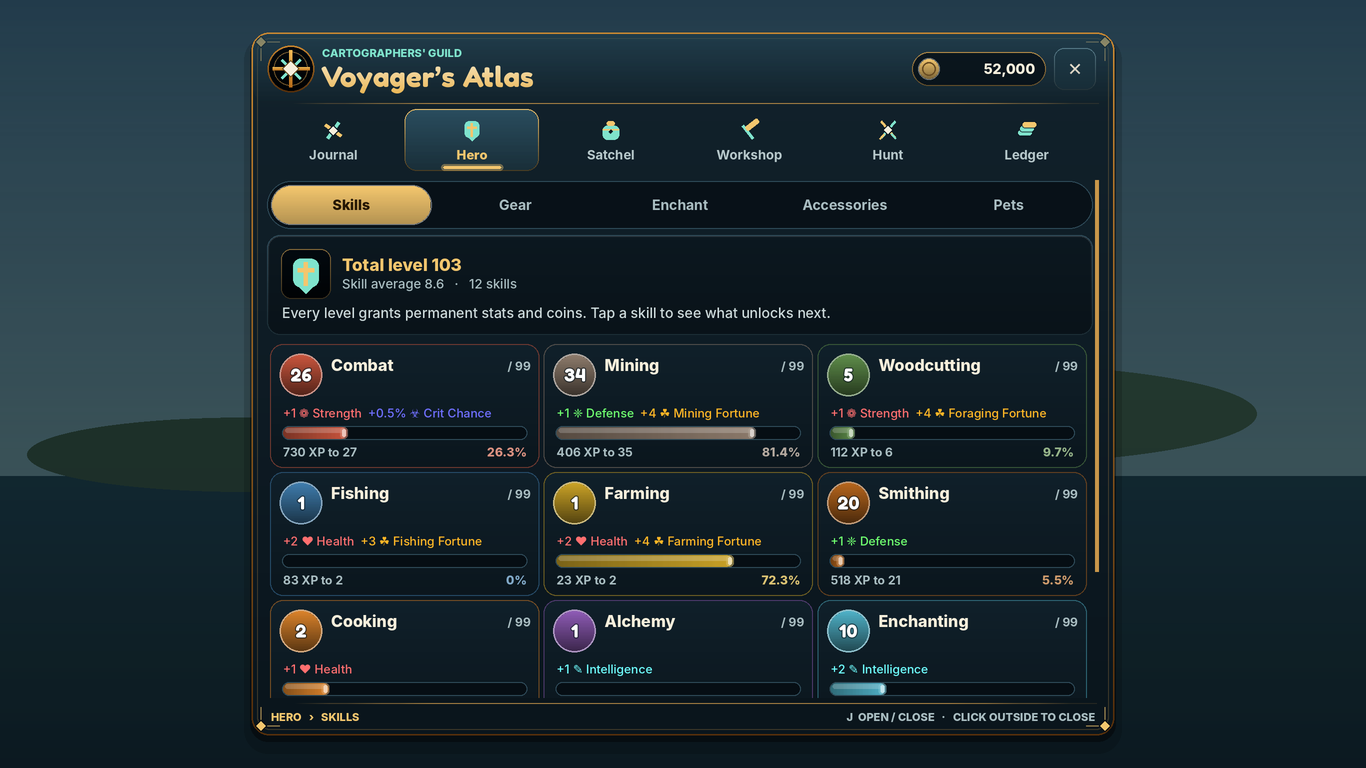 CARTOGRAPHERS' GUILD
Voyager's Atlas
52,000
×
Journal
Hero
Satchel
Workshop
Hunt
Ledger
Skills
Gear
Enchant
Accessories
Pets
Total level 103
Skill average 8.6 · 12 skills
Every level grants permanent stats and coins. Tap a skill to see what unlocks next.
26
Combat
/ 99
+1 ❁ Strength +0.5% ☣ Crit Chance
730 XP to 27
26.3%
34
Mining
/ 99
+1 ❈ Defense +4 ☘ Mining Fortune
406 XP to 35
81.4%
5
Woodcutting
/ 99
+1 ❁ Strength +4 ☘ Foraging Fortune
112 XP to 6
9.7%
1
Fishing
/ 99
+2 ❤ Health +3 ☘ Fishing Fortune
83 XP to 2
0%
1
Farming
/ 99
+2 ❤ Health +4 ☘ Farming Fortune
23 XP to 2
72.3%
20
Smithing
/ 99
+1 ❈ Defense
518 XP to 21
5.5%
2
Cooking
/ 99
+1 ❤ Health
1
Alchemy
/ 99
+1 ✎ Intelligence
10
Enchanting
/ 99
+2 ✎ Intelligence
HERO › SKILLS
J OPEN / CLOSE · CLICK OUTSIDE TO CLOSE